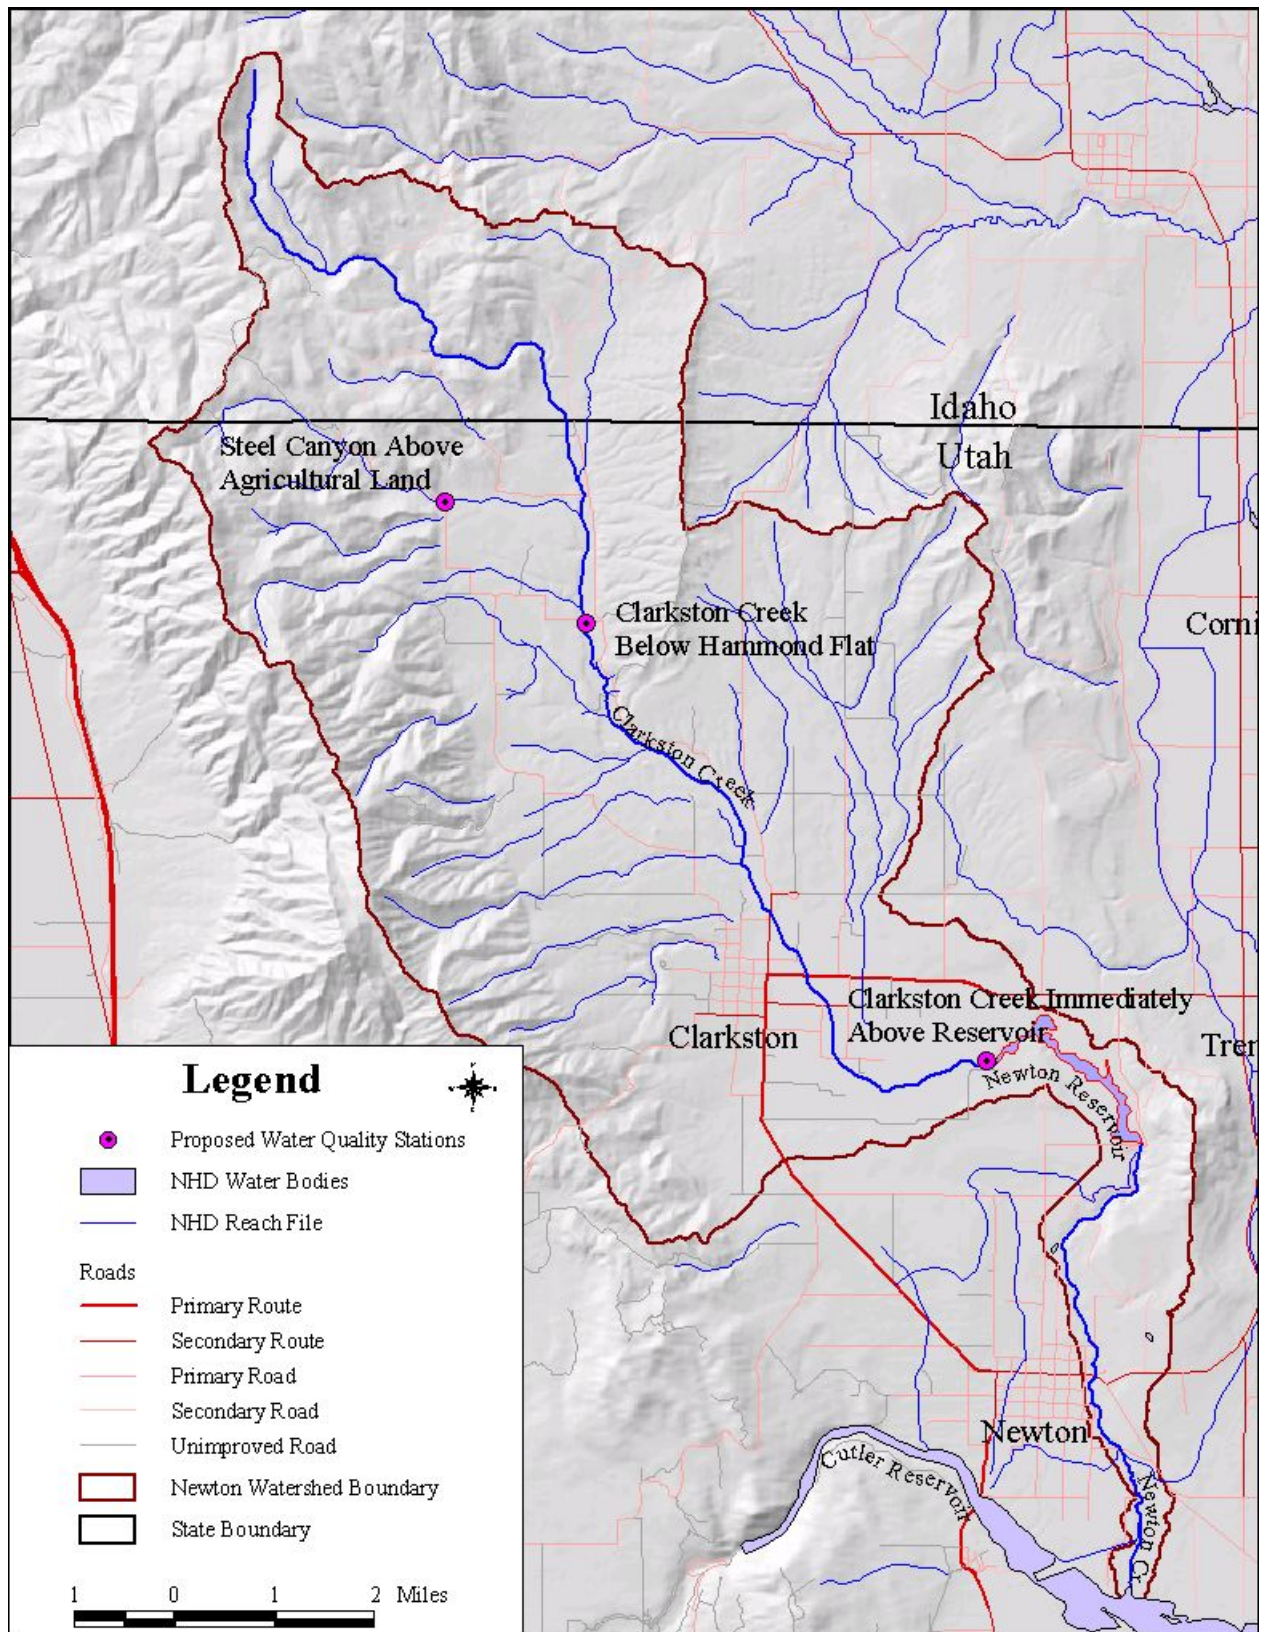 Idaho
Utah
Steel Canyon Above
Agricultural Land
Clarkston Creek
Below Hammond Flat
Corni
Clarkston Creek
Clarkston Creek Immediately
Above Reservoir
Clarkston
Tren
Newton Reservoir
Newton
Cutler Reservoir
Newton Cr.
Legend
Proposed Water Quality Stations
NHD Water Bodies
NHD Reach File
Roads
Primary Route
Secondary Route
Primary Road
Secondary Road
Unimproved Road
Newton Watershed Boundary
State Boundary
1 0 1 2 Miles